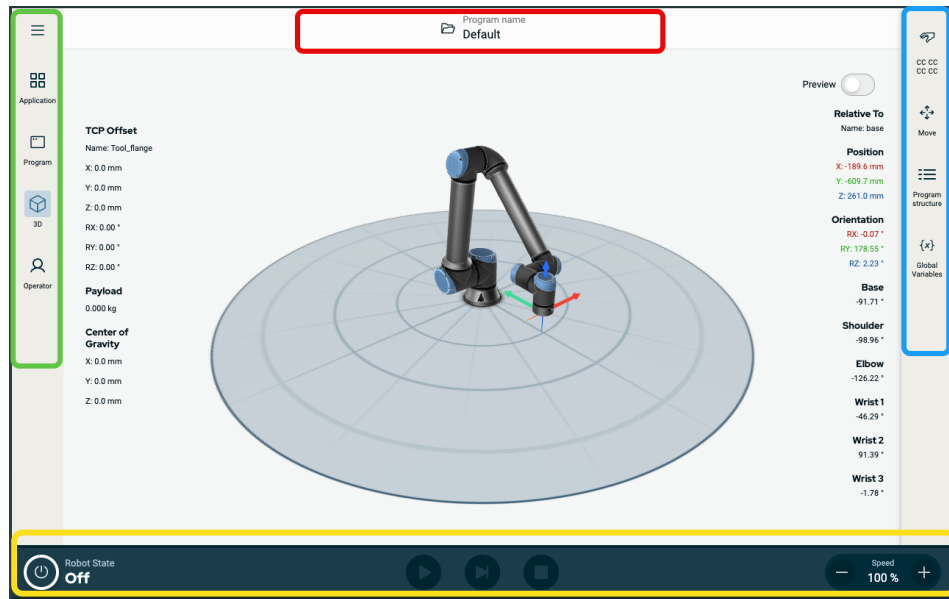 Program name
Default
Application
Program
3D
Operator
TCP Offset
Name: Tool_flange
X: 0.0 mm
Y: 0.0 mm
Z: 0.0 mm
RX: 0.00 °
RY: 0.00 °
RZ: 0.00 °
Payload
0.000 kg
Center of
Gravity
X: 0.0 mm
Y: 0.0 mm
Z: 0.0 mm
Preview
Relative To
Name: base
Position
X: -189.6 mm
Y: -609.7 mm
Z: 261.0 mm
Orientation
RX: -0.07 °
RY: 178.55 °
RZ: 2.23 °
Base
-91.71 °
Shoulder
-98.96 °
Elbow
-126.22 °
Wrist 1
-46.29 °
Wrist 2
91.39 °
Wrist 3
-1.78 °
CC CC
CC CC
Move
Program
structure
{x}
Global
Variables
Robot State
Off
Speed
100 %